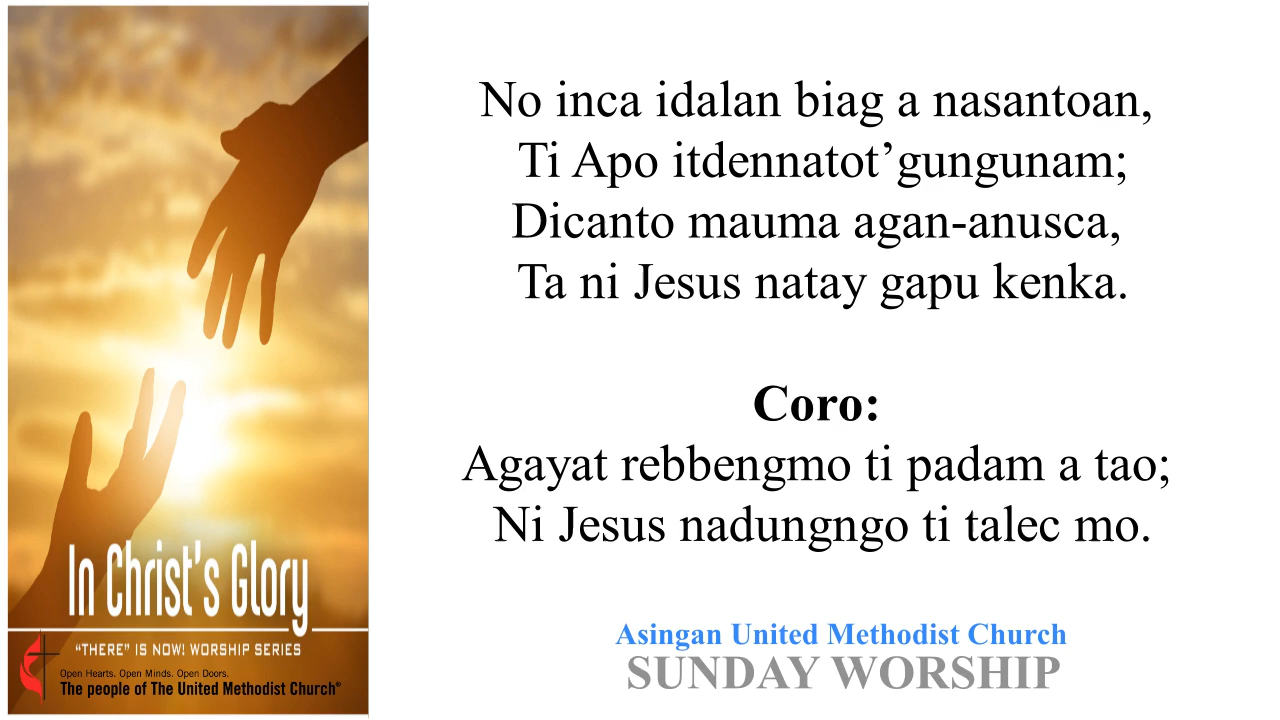 No inca idalan biag a nasantoan,
Ti Apo itdennatot’gungunam;
Dicanto mauma agan-anusca,
Ta ni Jesus natay gapu kenka.
Coro:
Agayat rebbengmo ti padam a tao;
Ni Jesus nadungngo ti talec mo.
Asingan United Methodist Church
SUNDAY WORSHIP
In Christ's Glory
“THERE” IS NOW! WORSHIP SERIES
Open Hearts. Open Minds. Open Doors.
The people of The United Methodist Church®